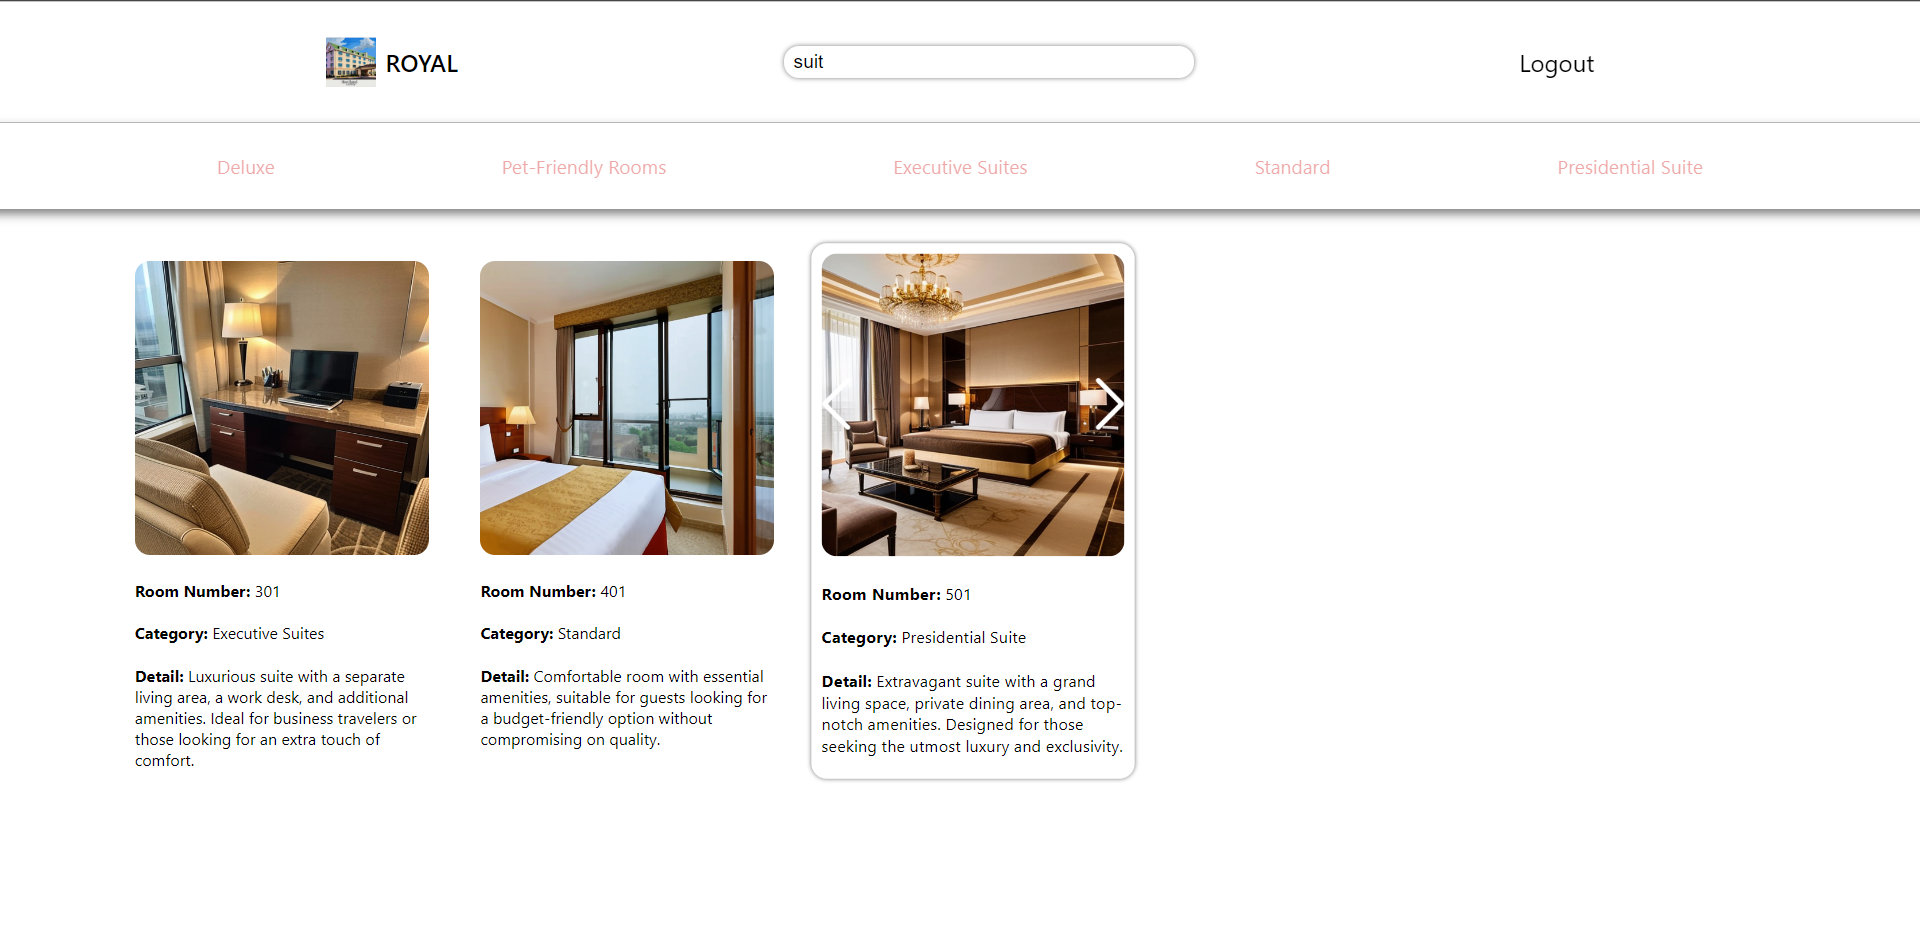 ROYAL
suit
Logout
Deluxe
Pet-Friendly Rooms
Executive Suites
Standard
Presidential Suite
Room Number: 301
Category: Executive Suites
Detail: Luxurious suite with a separate
living area, a work desk, and additional
amenities. Ideal for business travelers or
those looking for an extra touch of
comfort.
Room Number: 401
Category: Standard
Detail: Comfortable room with essential
amenities, suitable for guests looking for
a budget-friendly option without
compromising on quality.
Room Number: 501
Category: Presidential Suite
Detail: Extravagant suite with a grand
living space, private dining area, and top-
notch amenities. Designed for those
seeking the utmost luxury and exclusivity.